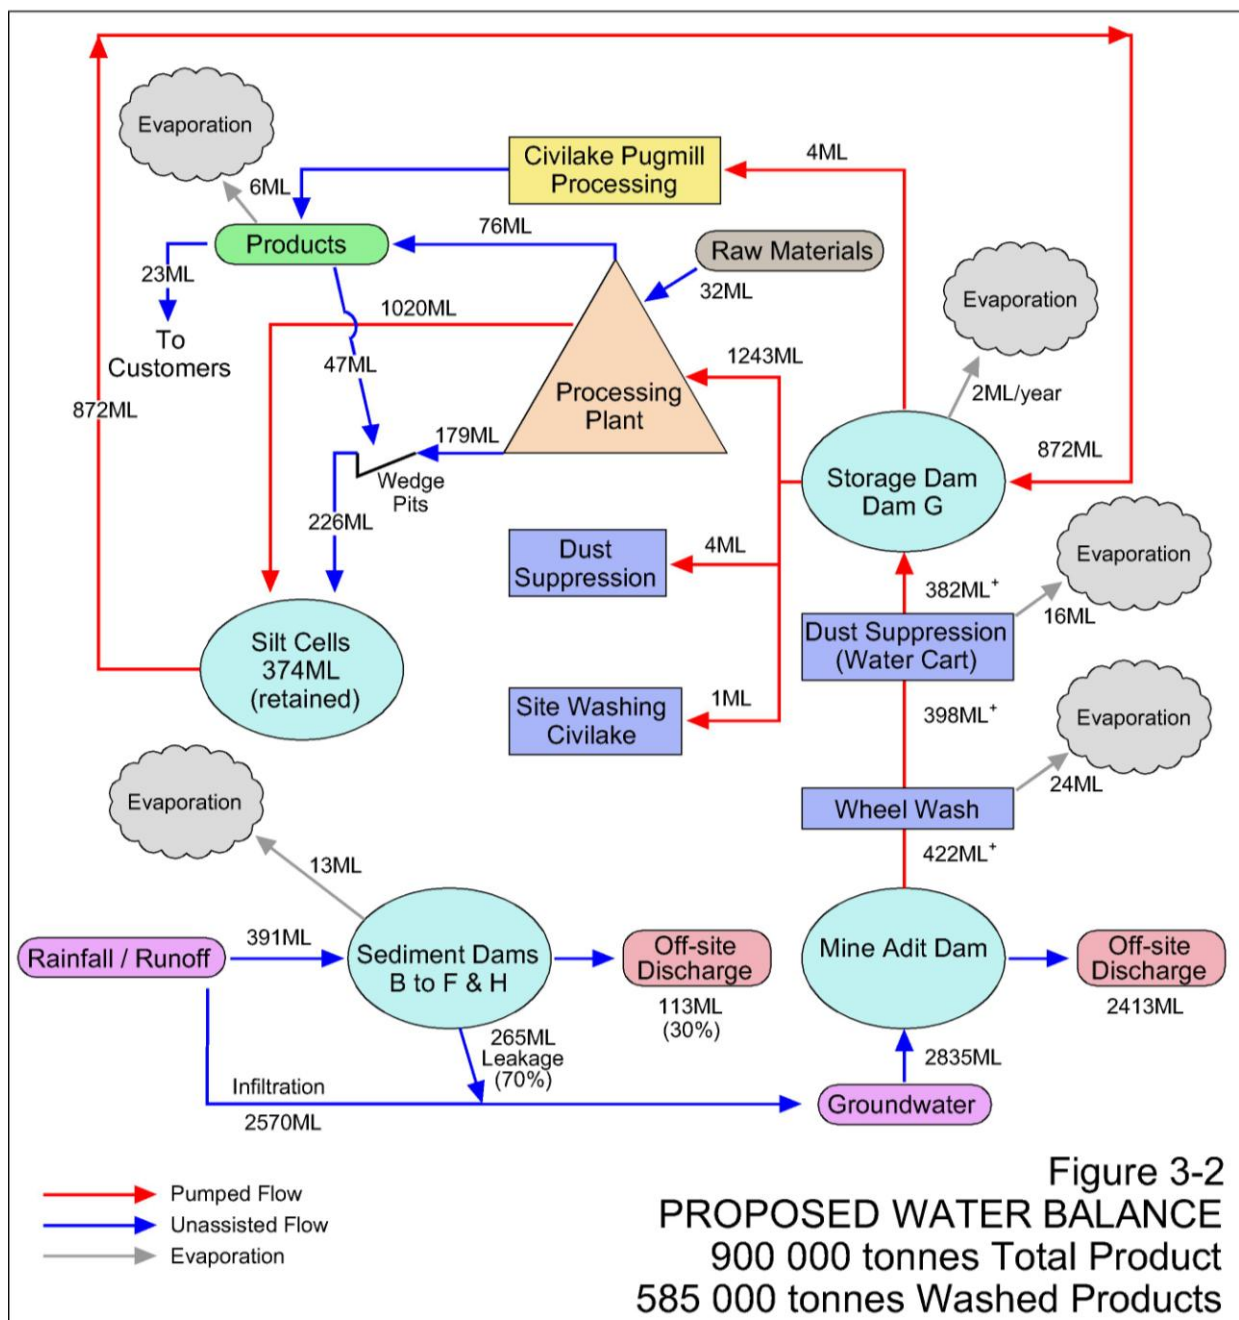 Evaporation
6ML
Civilake Pugmill
Processing
4ML
Products
76ML
Raw Materials
32ML
23ML
To
Customers
1020ML
47ML
1243ML
Evaporation
2ML/year
872ML
Processing
Plant
179ML
Wedge
Pits
226ML
Storage Dam
Dam G
872ML
Dust
Suppression
4ML
Evaporation
382ML+
16ML
Dust Suppression
(Water Cart)
Silt Cells
374ML
(retained)
Site Washing
Civilake
1ML
398ML+
Evaporation
24ML
Wheel Wash
422ML+
Evaporation
13ML
Rainfall / Runoff
391ML
Sediment Dams
B to F & H
Off-site
Discharge
113ML
(30%)
Mine Adit Dam
Off-site
Discharge
2413ML
265ML
Leakage
(70%)
2835ML
Infiltration
2570ML
Groundwater
Pumped Flow
Unassisted Flow
Evaporation
Figure 3-2
PROPOSED WATER BALANCE
900 000 tonnes Total Product
585 000 tonnes Washed Products